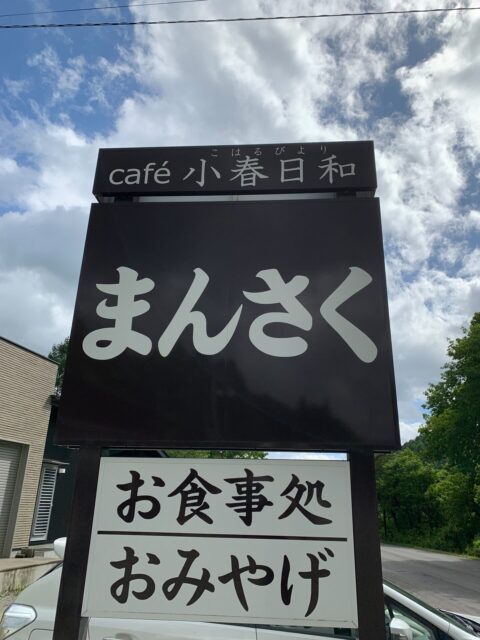 こはるびより
café 小春日和
まんさく
お食事処
おみやげ